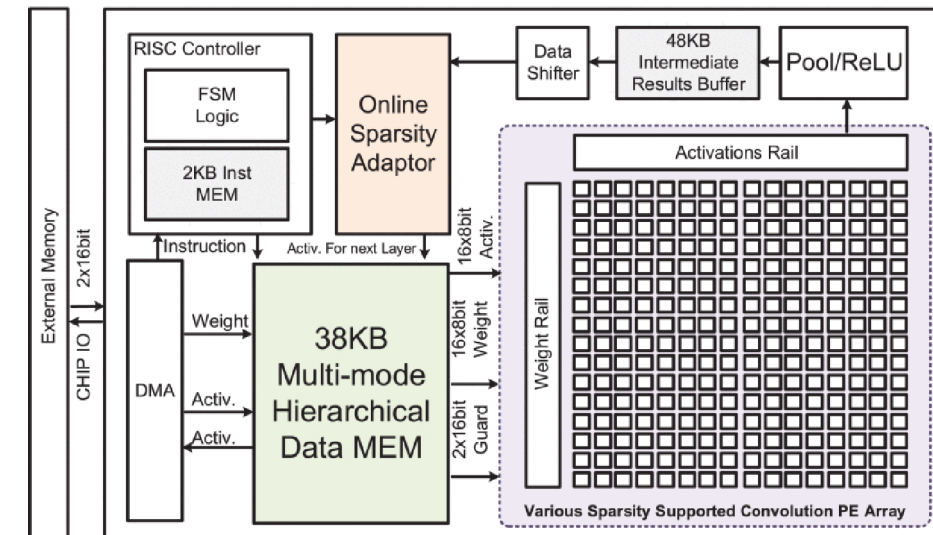 External Memory
2x16bit
CHIP IO
RISC Controller
FSM
Logic
2KB Inst
MEM
Online
Sparsity
Adaptor
Data
Shifter
48KB
Intermediate
Results Buffer
Pool/ReLU
Instruction
Activ. For next Layer
DMA
Weight
Activ.
Activ.
38KB
Multi-mode
Hierarchical
Data MEM
16x8bit
Activ.
16x8bit
Weight
2x16bit
Guard
Activations Rail
Weight Rail
Various Sparsity Supported Convolution PE Array